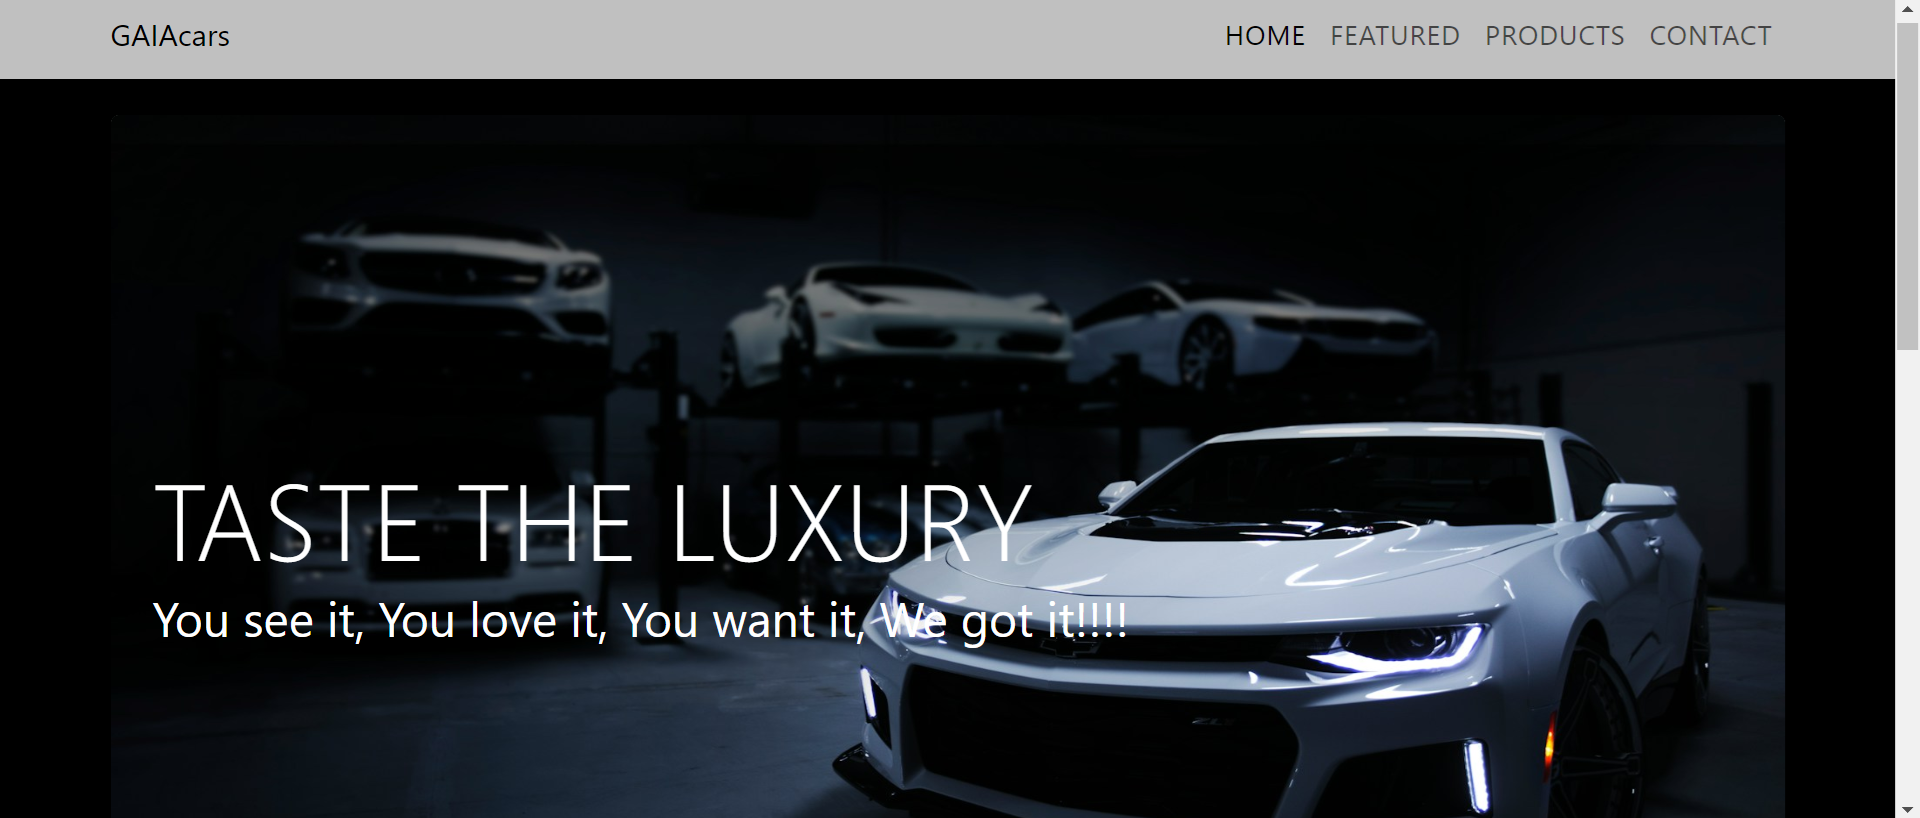 GAIAcars
HOME FEATURED PRODUCTS CONTACT
TASTE THE LUXURY
You see it, You love it, You want it, We got it!!!!
ZL1